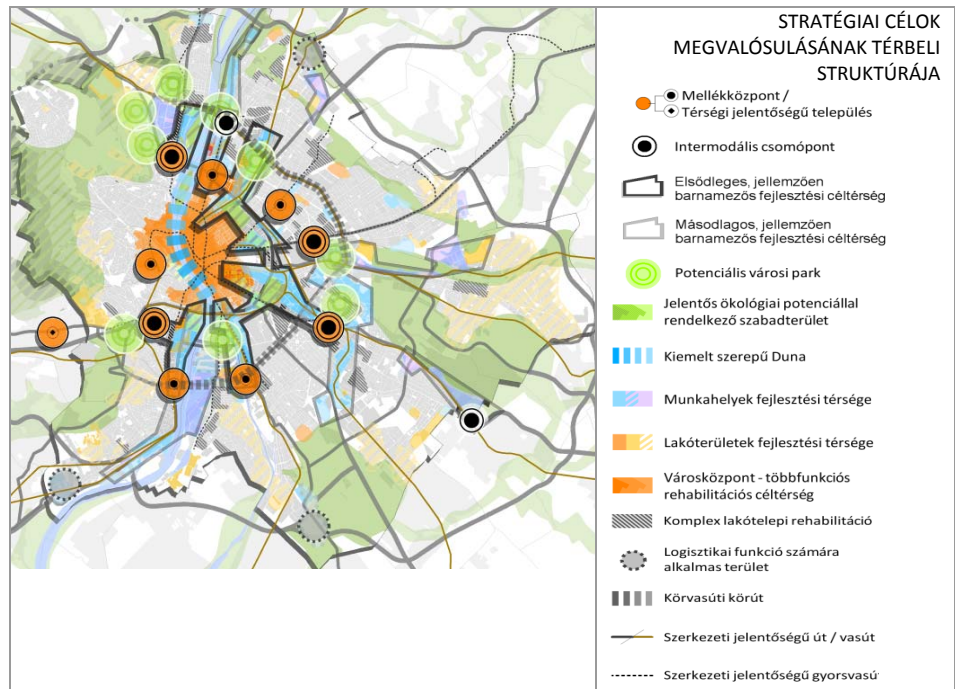 STRATÉGIAI CÉLOK
MEGVALÓSULÁSÁNAK TÉRBELI
STRUKTÚRÁJA
Mellékközpont /
Térségi jelentőségű település
Intermodális csomópont
Elsődleges, jellemzően
barnamezős fejlesztési céltérség
Másodlagos, jellemzően
barnamezős fejlesztési céltérség
Potenciális városi park
Jelentős ökológiai potenciállal
rendelkező szabadterület
Kiemelt szerepű Duna
Munkahelyek fejlesztési térsége
Lakóterületek fejlesztési térsége
Városközpont - többfunkciós
rehabilitációs céltérség
Komplex lakótelepi rehabilitáció
Logisztikai funkció számára
alkalmas terület
Körvasúti körút
Szerkezeti jelentőségű út / vasút
Szerkezeti jelentőségű gyorsvasú